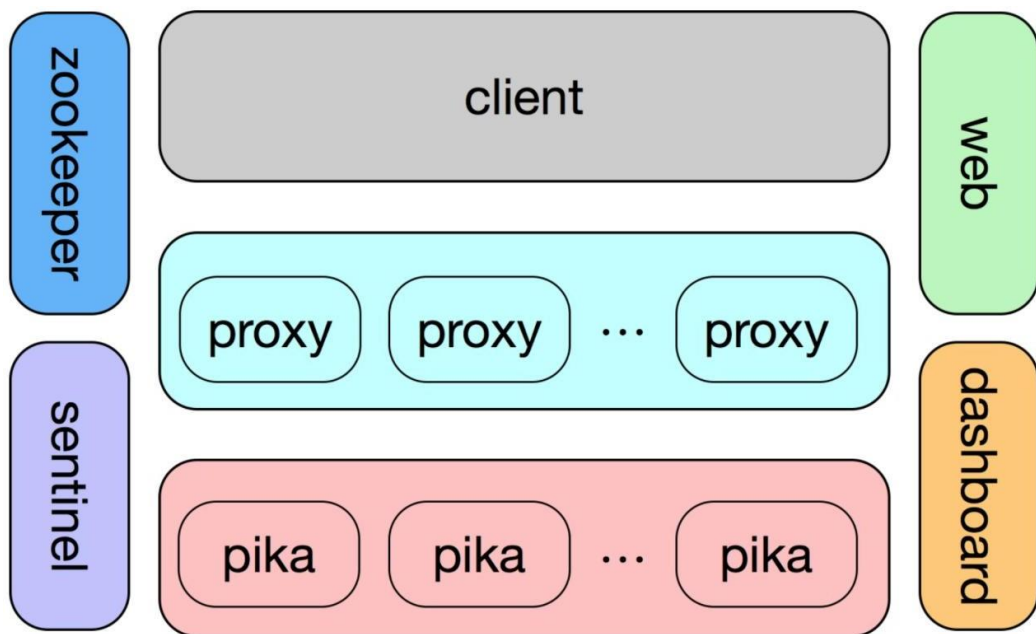 zookeeper
client
web
proxy proxy ... proxy
sentinel
dashboard
pika pika ... pika